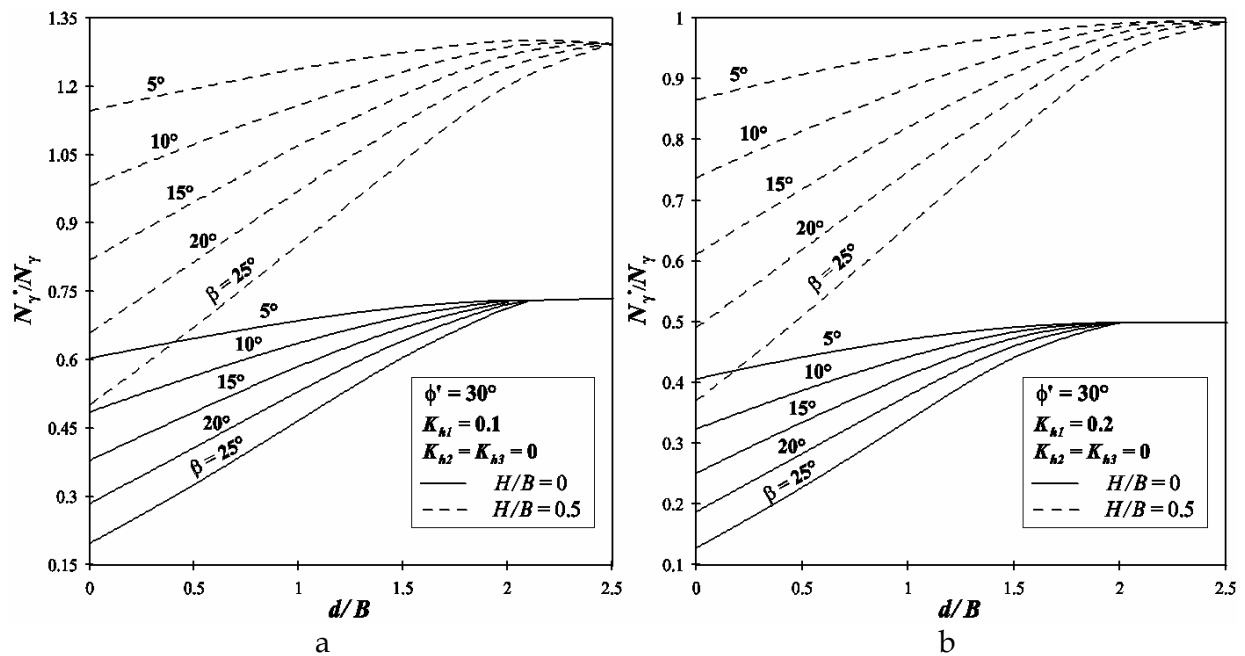 1.35
1.2
1.05
0.9
0.75
0.6
0.45
0.3
0.15
N*γ/Nγ
5°
10°
15°
20°
β = 25°
5°
10°
15°
20°
β = 25°
ϕ' = 30°
Kh1 = 0.1
Kh2 = Kh3 = 0
H/B = 0
H/B = 0.5
0 0.5 1 1.5 2 2.5
d/B
a
1
0.9
0.8
0.7
0.6
0.5
0.4
0.3
0.2
0.1
N*γ/Nγ
5°
10°
15°
20°
β = 25°
5°
10°
15°
20°
β = 25°
ϕ' = 30°
Kh1 = 0.2
Kh2 = Kh3 = 0
H/B = 0
H/B = 0.5
0 0.5 1 1.5 2 2.5
d/B
b